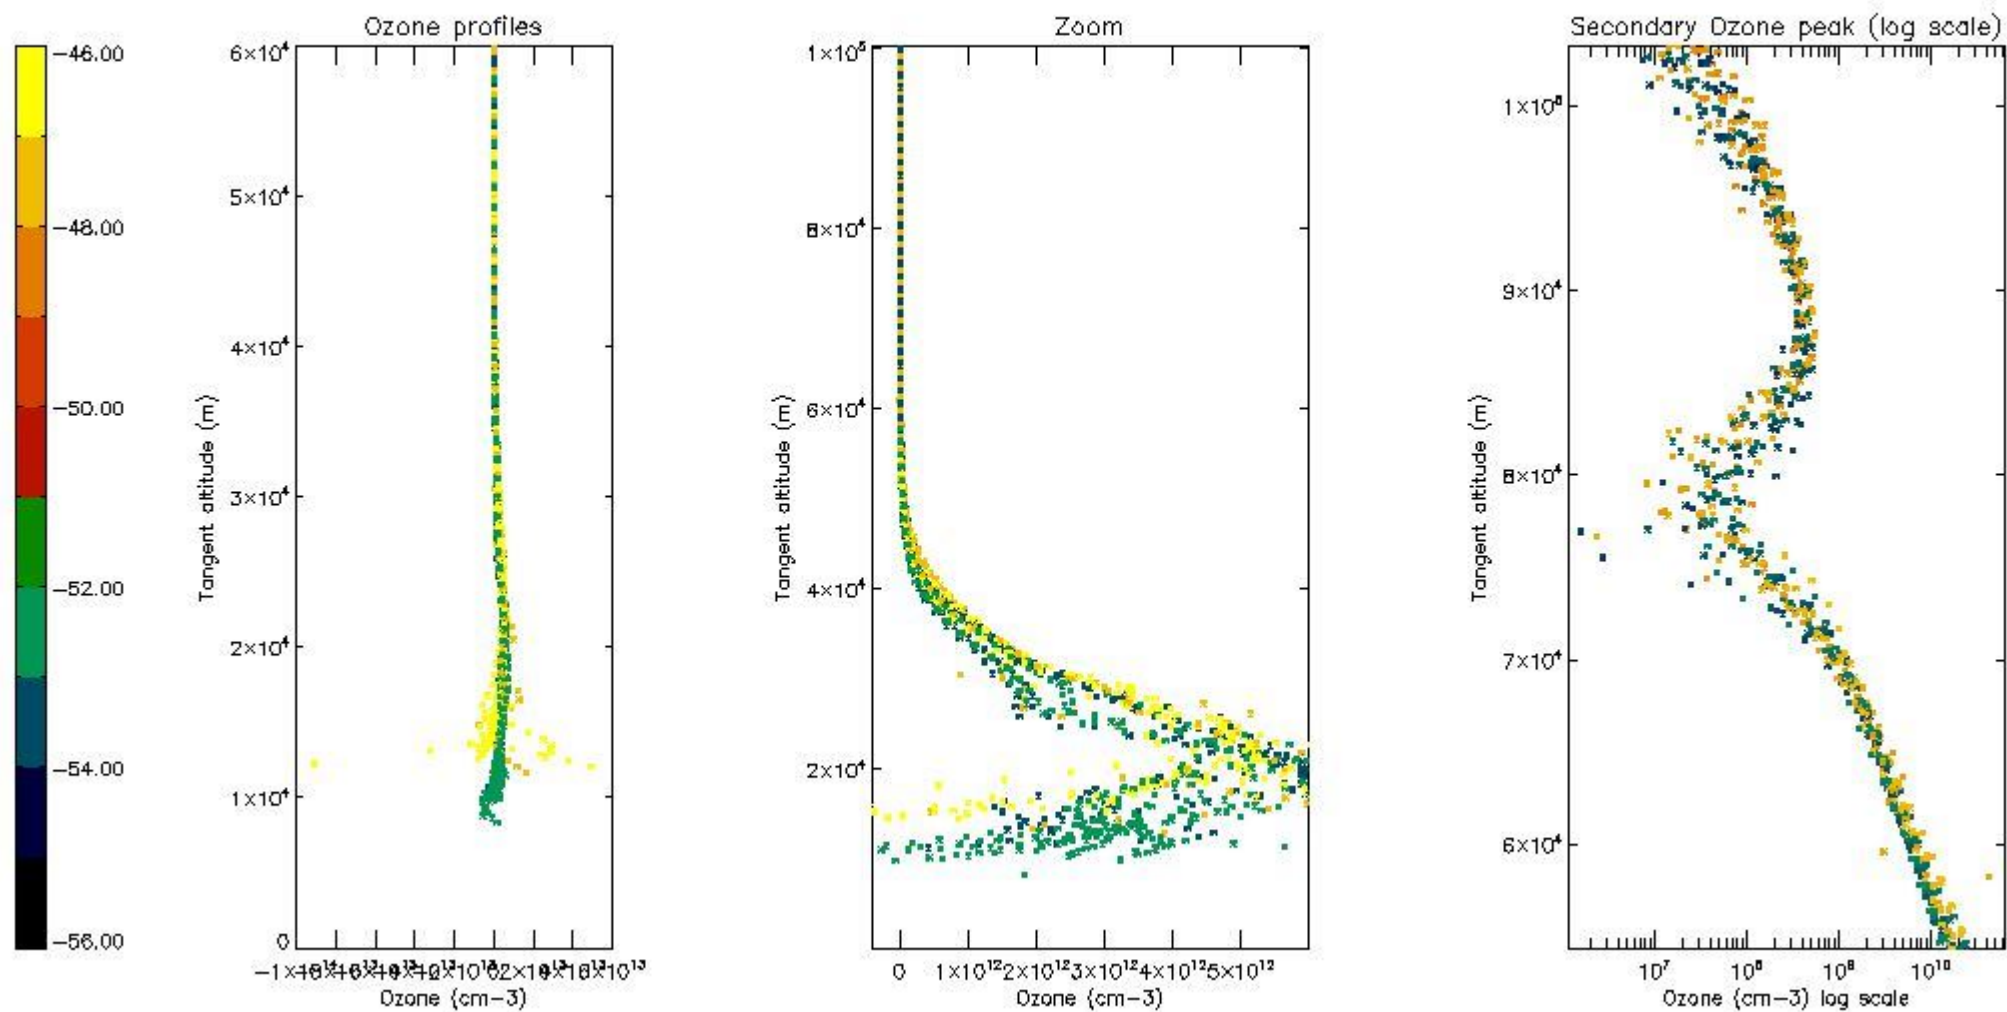 Ozone profiles
Zoom
Secondary Ozone peak (log scale)
−46.00
−48.00
−50.00
−52.00
−54.00
−56.00
6×10⁴
5×10⁴
4×10⁴
3×10⁴
2×10⁴
1×10⁴
0
Tangent altitude (m)
Ozone (cm−3)
1×10⁵
8×10⁴
6×10⁴
4×10⁴
2×10⁴
Tangent altitude (m)
0 1×10¹² 2×10¹² 3×10¹² 4×10¹² 5×10¹²
Ozone (cm−3)
9×10⁴
8×10⁴
7×10⁴
6×10⁴
Tangent altitude (m)
10⁷ 10⁸ 10⁹ 10¹⁰
Ozone (cm−3) log scale